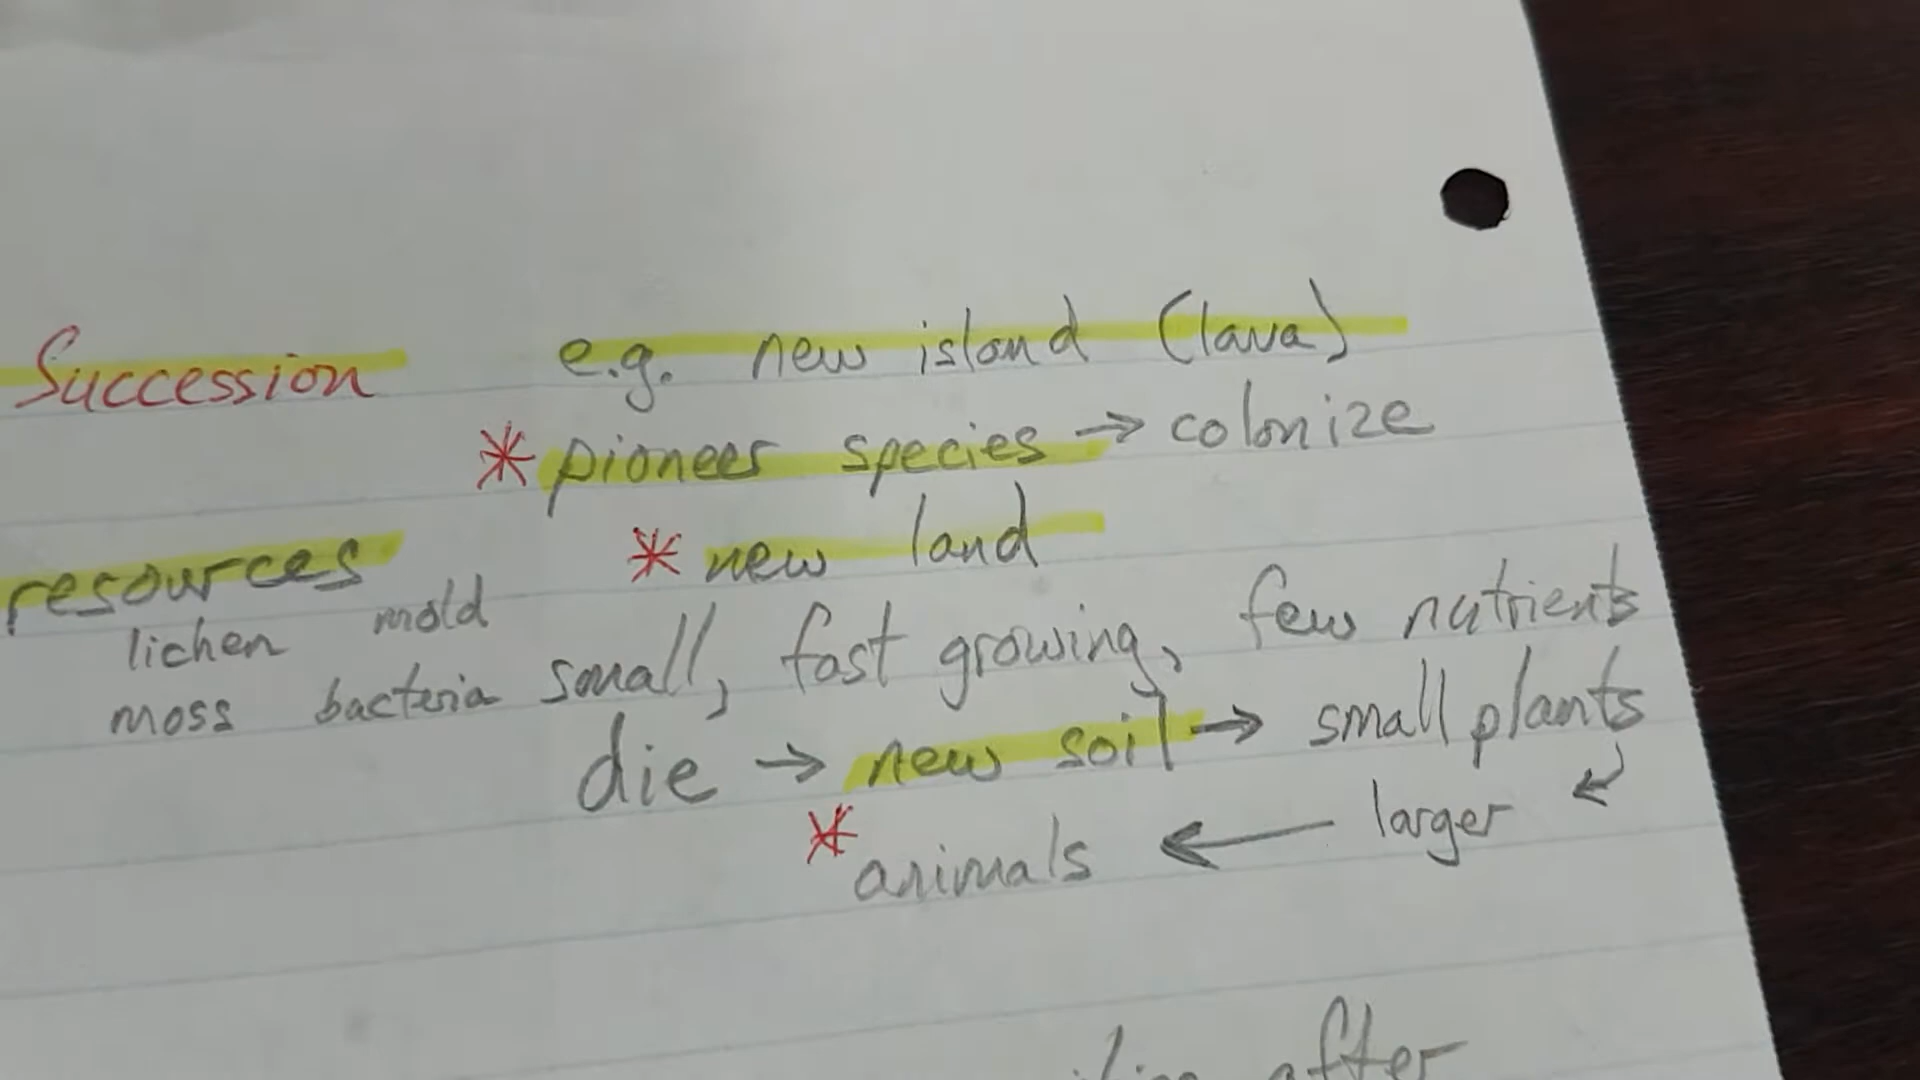 Succession e.g. new island (lava)
* pioneer species → colonize
resources * new land
lichen mold
moss bacteria small, fast growing, few nutrients
die → new soil → small plants
* animals ← larger ↙
after